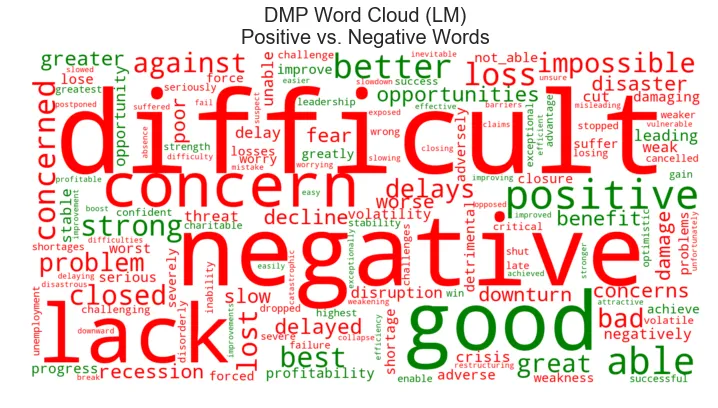 DMP Word Cloud (LM)
Positive vs. Negative Words
greater
slowed
lose
greatest
postponed
concerned
opportunity
suffered
absence
against
seriously
force
poor
fail
strength
difficulty
delay
losses
mistake
worry
challenge
improve
easier
unable
suspect
leadership
fear
greatly
worrying
better
slowdown
success
opportunities
exposed
effective
wrong
slowing
not_able
loss
barriers
claims
closing
adversely
inevitable
impossible
unsure
exceptional
efficient
advantage
cut
misleading
stopped
disaster
damaging
weaker
vulnerable
leading
suffer
losing
weak
cancelled
difficult
profitable
stable
improvement
boost
strong
confident
charitable
concern
easy
threat
decline
volatility
stability
delays
worse
improving
opposed
improved
closure
positive
gain
benefit
optimistic
detrimental
critical
challenges
shortages
difficulties
worst
problem
delaying
serious
disastrous
severely
inability
negative
easily
catastrophic
exceptionally
weakening
shut
late
achieved
stronger
damage
problems
unfortunately
unemployment
closed
challenging
downward
disorderly
slow
lost
improvements
dropped
highest
disruption
win
downturn
attractive
concerns
achieve
volatile
negatively
lack
delayed
severe
failure
collapse
efficiency
shortage
good
bad
progress
break
recession
forced
best
profitability
enable
crisis
restructuring
adverse
great
weakness
able
successful